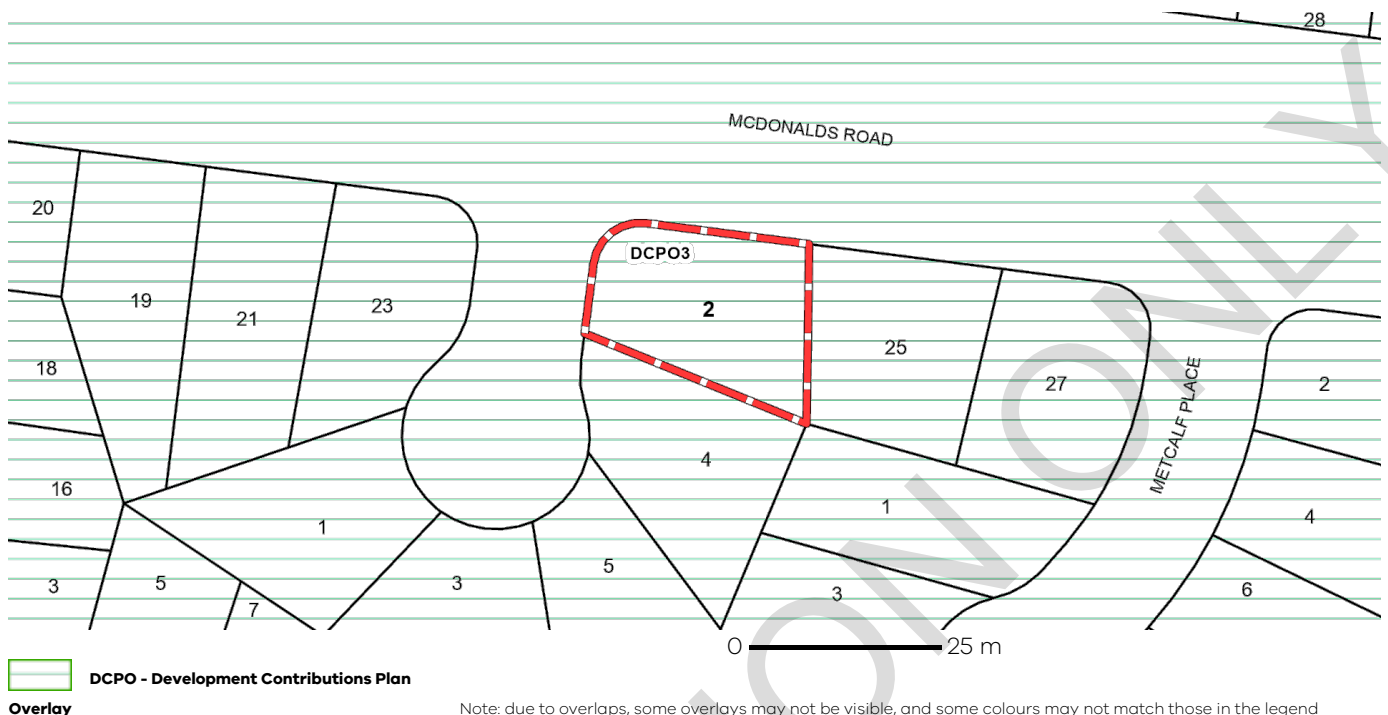 28
MCDONALDS ROAD
20
DCPO3
19
21
23
2
25
18
27
METCALF PLACE
2
4
16
1
1
4
5
3
5
3
3
6
7
0 25 m
DCPO - Development Contributions Plan
Overlay
Note: due to overlaps, some overlays may not be visible, and some colours may not match those in the legend
ON ONLY